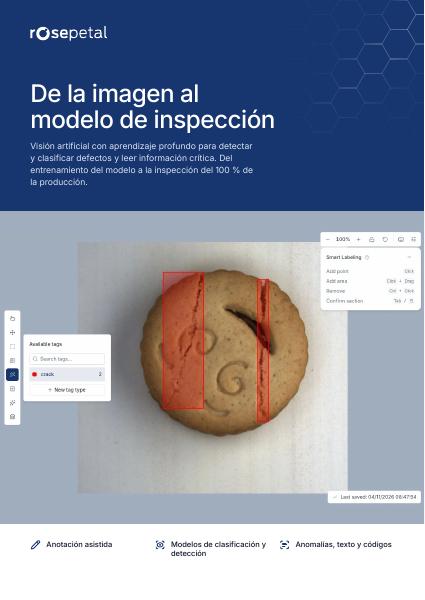 rosepetal
De la imagen al
modelo de inspección
Visión artificial con aprendizaje profundo para detectar
y clasificar defectos y leer información crítica. Del
entrenamiento del modelo a la inspección del 100 % de
la producción.
100%
Smart Labeling
Add point Click
Add area Click + Drag
Remove Ctrl + Click
Confirm section Tab /
Available tags
Search tags...
crack 2
+ New tag type
Last saved: 04/11/2026 08:47:54
Anotación asistida
Modelos de clasificación y
detección
Anomalías, texto y códigos